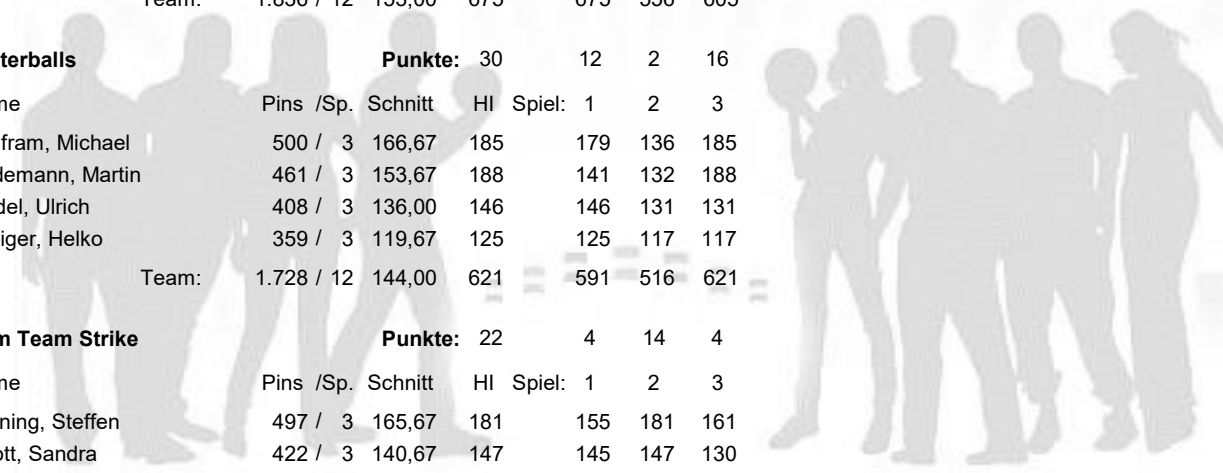 Team: 1.836 / 12 153,00 675 675 556 605
terballs Punkte: 30 12 2 16
me Pins /Sp. Schnitt HI Spiel: 1 2 3
fram, Michael 500 / 3 166,67 185 179 136 185
demann, Martin 461 / 3 153,67 188 141 132 188
del, Ulrich 408 / 3 136,00 146 146 131 131
iger, Helko 359 / 3 119,67 125 125 117 117
Team: 1.728 / 12 144,00 621 591 516 621
m Team Strike Punkte: 22 4 14 4
me Pins /Sp. Schnitt HI Spiel: 1 2 3
ning, Steffen 497 / 3 165,67 181 155 181 161
ott, Sandra 422 / 3 140,67 147 145 147 130